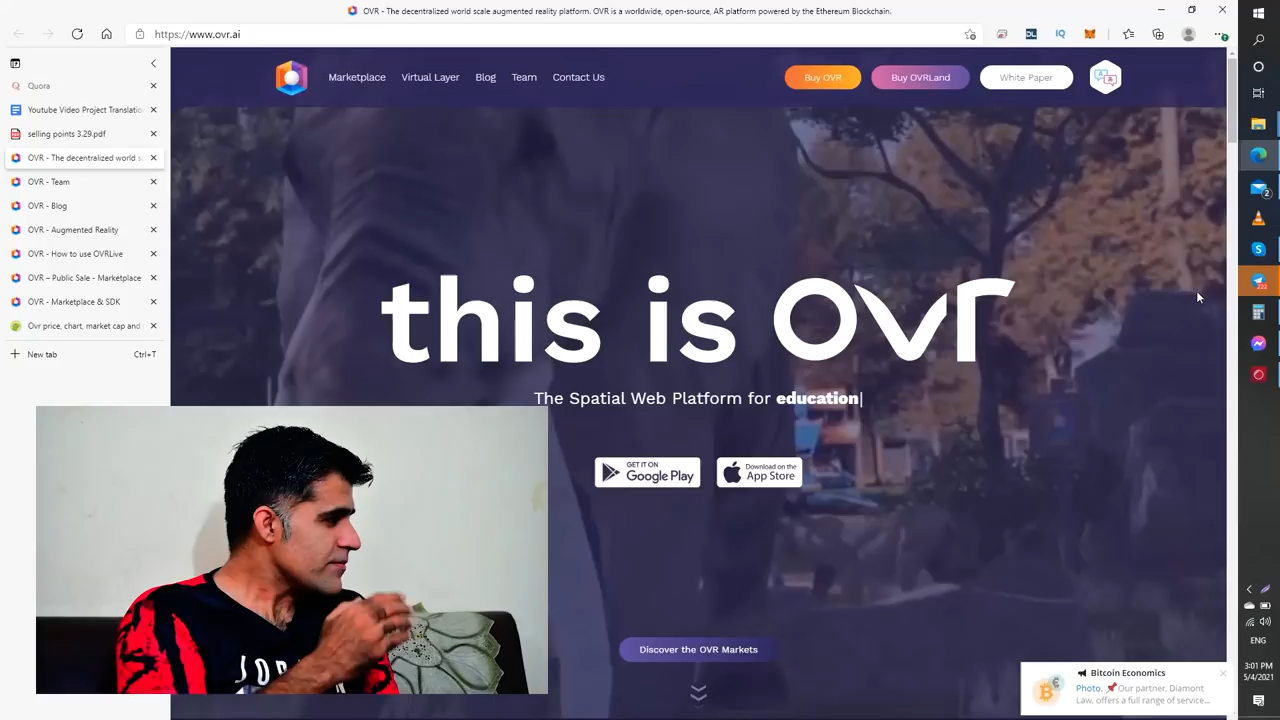 OVR - The decentralized world scale augmented reality platform. OVR is a worldwide, open-source, AR platform powered by the Ethereum Blockchain.
https://www.ovr.ai
DL
IQ
Quora
Youtube Video Project Translatio
selling points 3.29.pdf
OVR - The decentralized world s
OVR - Team
OVR - Blog
OVR - Augmented Reality
OVR - How to use OVRLive
OVR – Public Sale - Marketplace
OVR - Marketplace & SDK
Ovr price, chart, market cap and
New tab Ctrl+T
Marketplace Virtual Layer Blog Team Contact Us Buy OVR Buy OVRLand White Paper
this is Ovr
The Spatial Web Platform for education|
GET IT ON
Google Play
Download on the
App Store
Discover the OVR Markets
Bitcoin Economics
Photo, 📌 Our partner, Diamont
Law, offers a full range of service...
2
222
ENG
3:01 PM
5/4/2021